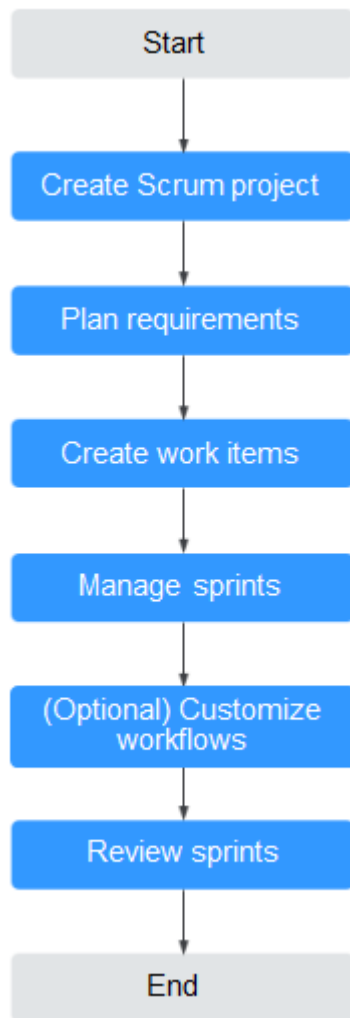 Start
Create Scrum project
Plan requirements
Create work items
Manage sprints
(Optional) Customize
workflows
Review sprints
End